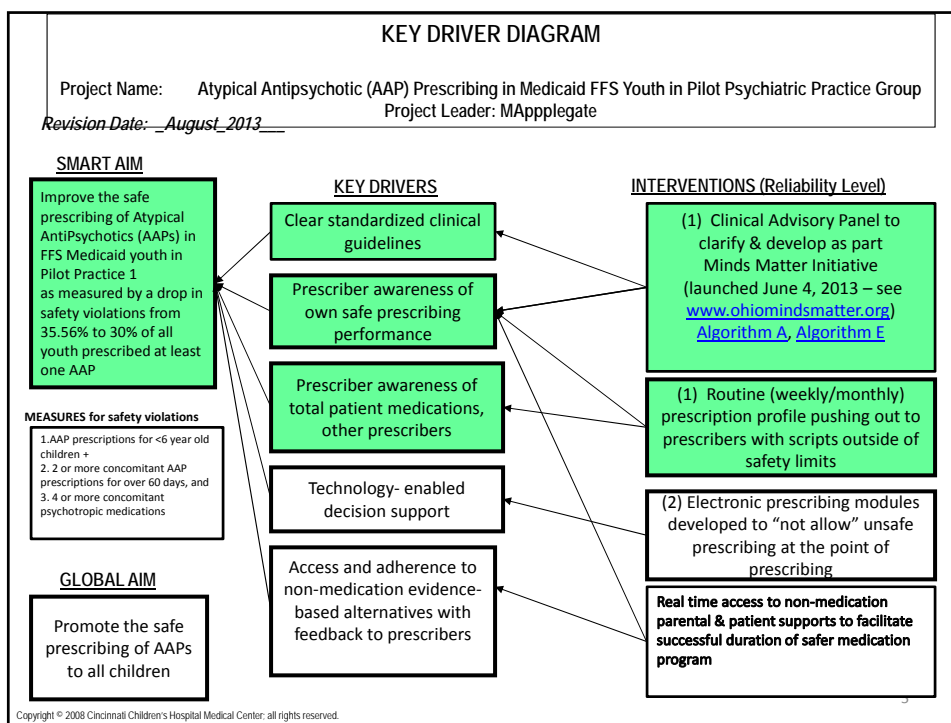 KEY DRIVER DIAGRAM
Project Name: Atypical Antipsychotic (AAP) Prescribing in Medicaid FFS Youth in Pilot Psychiatric Practice Group
Project Leader: MAppplegate
Revision Date: _August_2013___
SMART AIM
Improve the safe
prescribing of Atypical
AntiPsychotics (AAPs) in
FFS Medicaid youth in
Pilot Practice 1
as measured by a drop in
safety violations from
35.56% to 30% of all
youth prescribed at least
one AAP
MEASURES for safety violations
1.AAP prescriptions for <6 year old
children +
2. 2 or more concomitant AAP
prescriptions for over 60 days, and
3. 4 or more concomitant
psychotropic medications
GLOBAL AIM
Promote the safe
prescribing of AAPs
to all children
KEY DRIVERS
Clear standardized clinical
guidelines
Prescriber awareness of
own safe prescribing
performance
Prescriber awareness of
total patient medications,
other prescribers
Technology- enabled
decision support
Access and adherence to
non-medication evidence-
based alternatives with
feedback to prescribers
INTERVENTIONS (Reliability Level)
(1) Clinical Advisory Panel to
clarify & develop as part
Minds Matter Initiative
(launched June 4, 2013 – see
www.ohiomindsmatter.org)
Algorithm A, Algorithm E
(1) Routine (weekly/monthly)
prescription profile pushing out to
prescribers with scripts outside of
safety limits
(2) Electronic prescribing modules
developed to “not allow” unsafe
prescribing at the point of
prescribing
Real time access to non-medication
parental & patient supports to facilitate
successful duration of safer medication
program
Copyright © 2008 Cincinnati Children's Hospital Medical Center; all rights reserved.